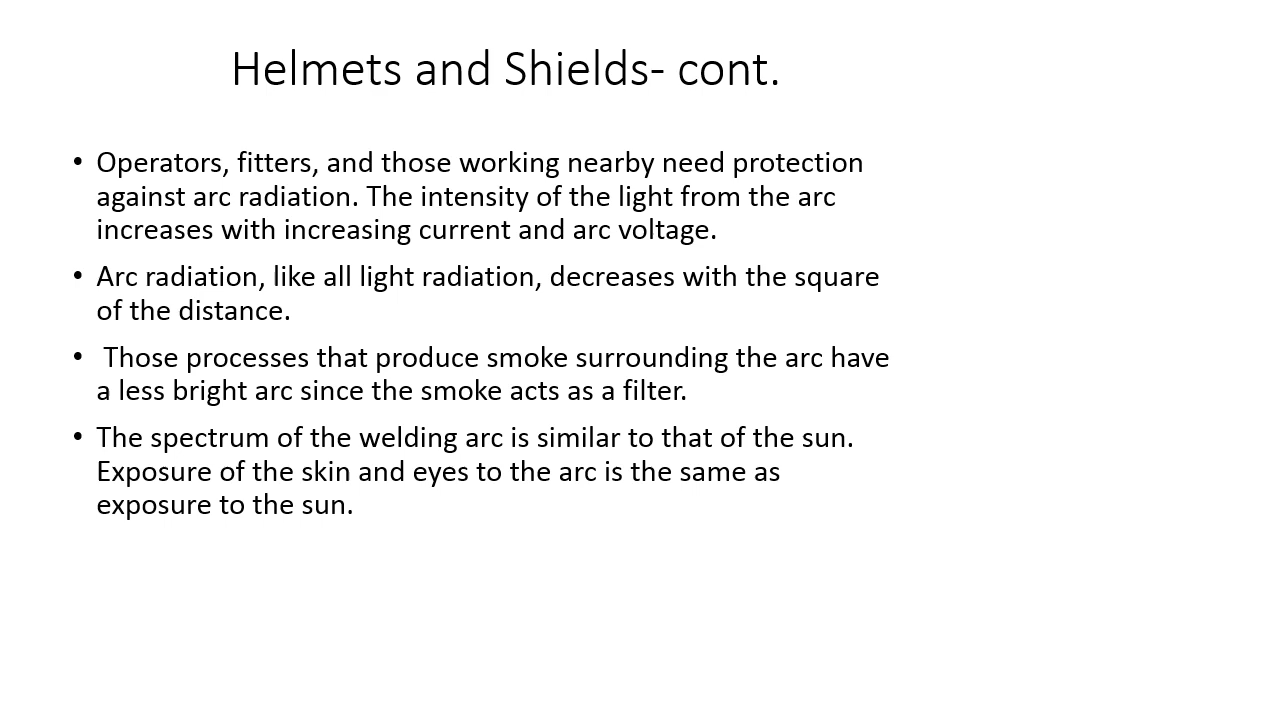 Helmets and Shields- cont.
• Operators, fitters, and those working nearby need protection
against arc radiation. The intensity of the light from the arc
increases with increasing current and arc voltage.
• Arc radiation, like all light radiation, decreases with the square
of the distance.
• Those processes that produce smoke surrounding the arc have
a less bright arc since the smoke acts as a filter.
• The spectrum of the welding arc is similar to that of the sun.
Exposure of the skin and eyes to the arc is the same as
exposure to the sun.